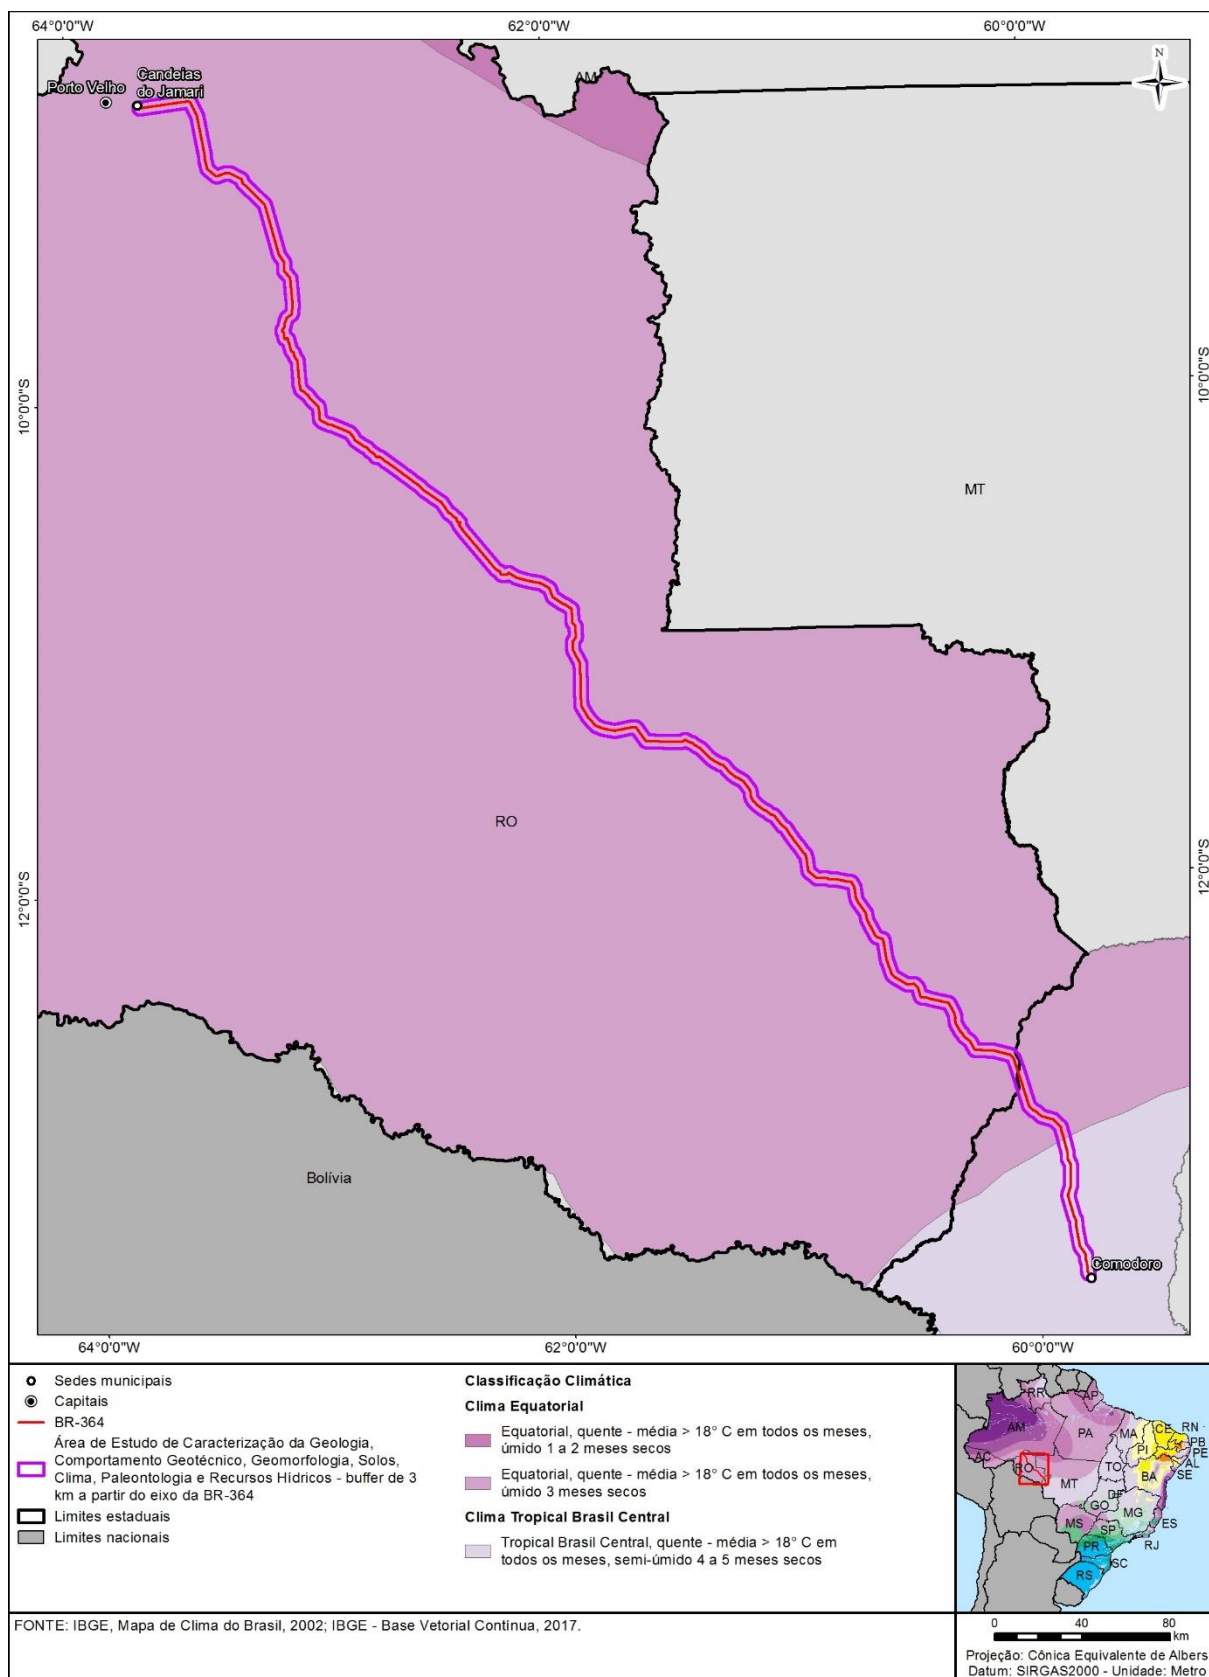 64°0'0"W
62°0'0"W
60°0'0"W
AM
N
Porto Velho
Candeias
do Jamari
10°0'0"S
10°0'0"S
MT
RO
12°0'0"S
12°0'0"S
Bolívia
Comodoro
64°0'0"W
62°0'0"W
60°0'0"W
Sedes municipais
Capitais
BR-364
Área de Estudo de Caracterização da Geologia,
Comportamento Geotécnico, Geomorfologia, Solos,
Clima, Paleontologia e Recursos Hídricos - buffer de 3
km a partir do eixo da BR-364
Limites estaduais
Limites nacionais
Classificação Climática
Clima Equatorial
Equatorial, quente - média > 18° C em todos os meses,
úmido 1 a 2 meses secos
Equatorial, quente - média > 18° C em todos os meses,
úmido 3 meses secos
Clima Tropical Brasil Central
Tropical Brasil Central, quente - média > 18° C em
todos os meses, semi-úmido 4 a 5 meses secos
RR
AP
AM
PA
MA
CE
RN
PB
PE
PI
AL
SE
AC
RO
TO
BA
MT
DF
GO
MG
MS
ES
SP
RJ
PR
SC
RS
FONTE: IBGE, Mapa de Clima do Brasil, 2002; IBGE - Base Vetorial Contínua, 2017.
0 40 80
km
Projeção: Cônica Equivalente de Albers
Datum: SIRGAS2000 - Unidade: Metro